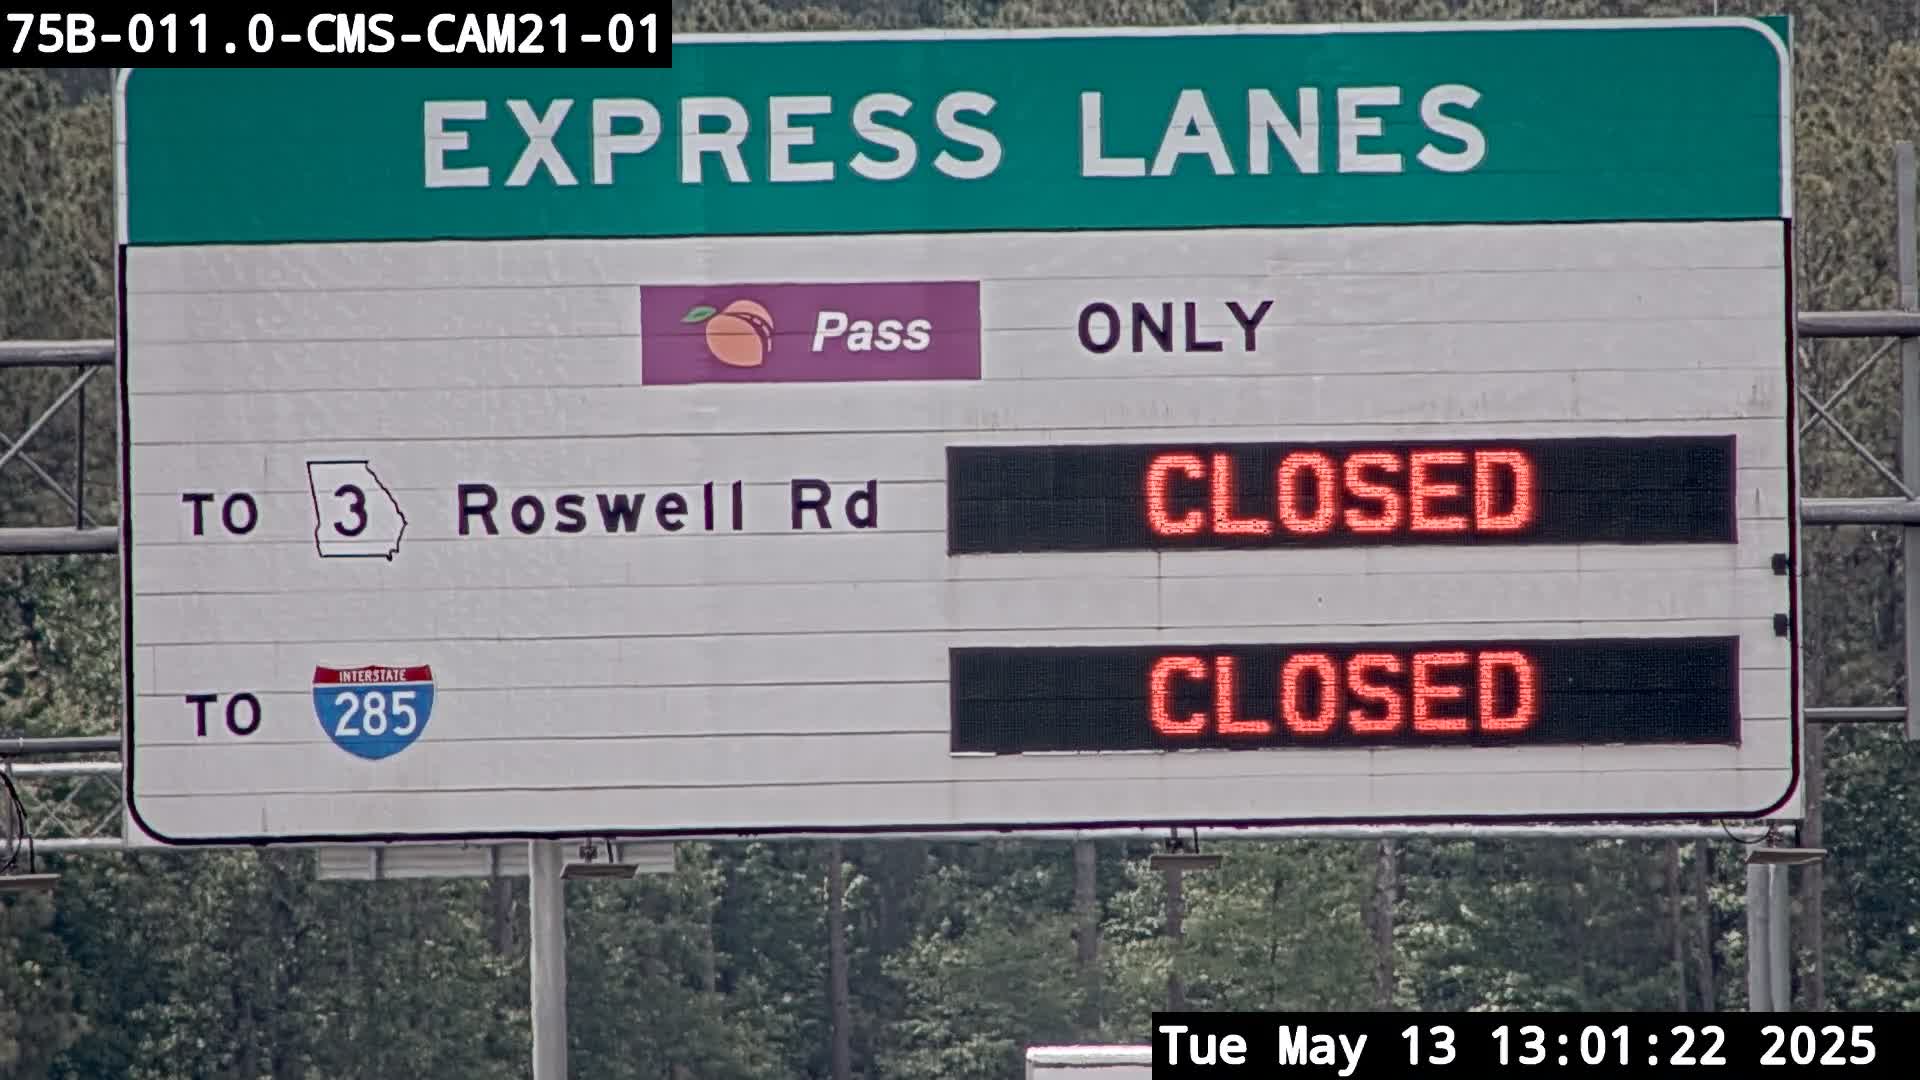 75B-011.0-CMS-CAM21-01
EXPRESS LANES
Pass ONLY
TO 3 Roswell Rd CLOSED
TO INTERSTATE 285 CLOSED
Tue May 13 13:01:22 2025